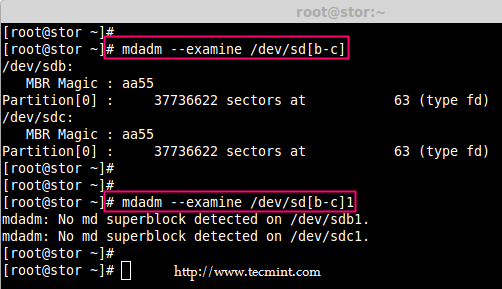 root@stor:~
[root@stor ~]#
[root@stor ~]# mdadm --examine /dev/sd[b-c]
/dev/sdb:
   MBR Magic : aa55
Partition[0] :     37736622 sectors at           63 (type fd)
/dev/sdc:
   MBR Magic : aa55
Partition[0] :     37736622 sectors at           63 (type fd)
[root@stor ~]#
[root@stor ~]#
[root@stor ~]# mdadm --examine /dev/sd[b-c]1
mdadm: No md superblock detected on /dev/sdb1.
mdadm: No md superblock detected on /dev/sdc1.
[root@stor ~]#
[root@stor ~]#
http://www.tecmint.com